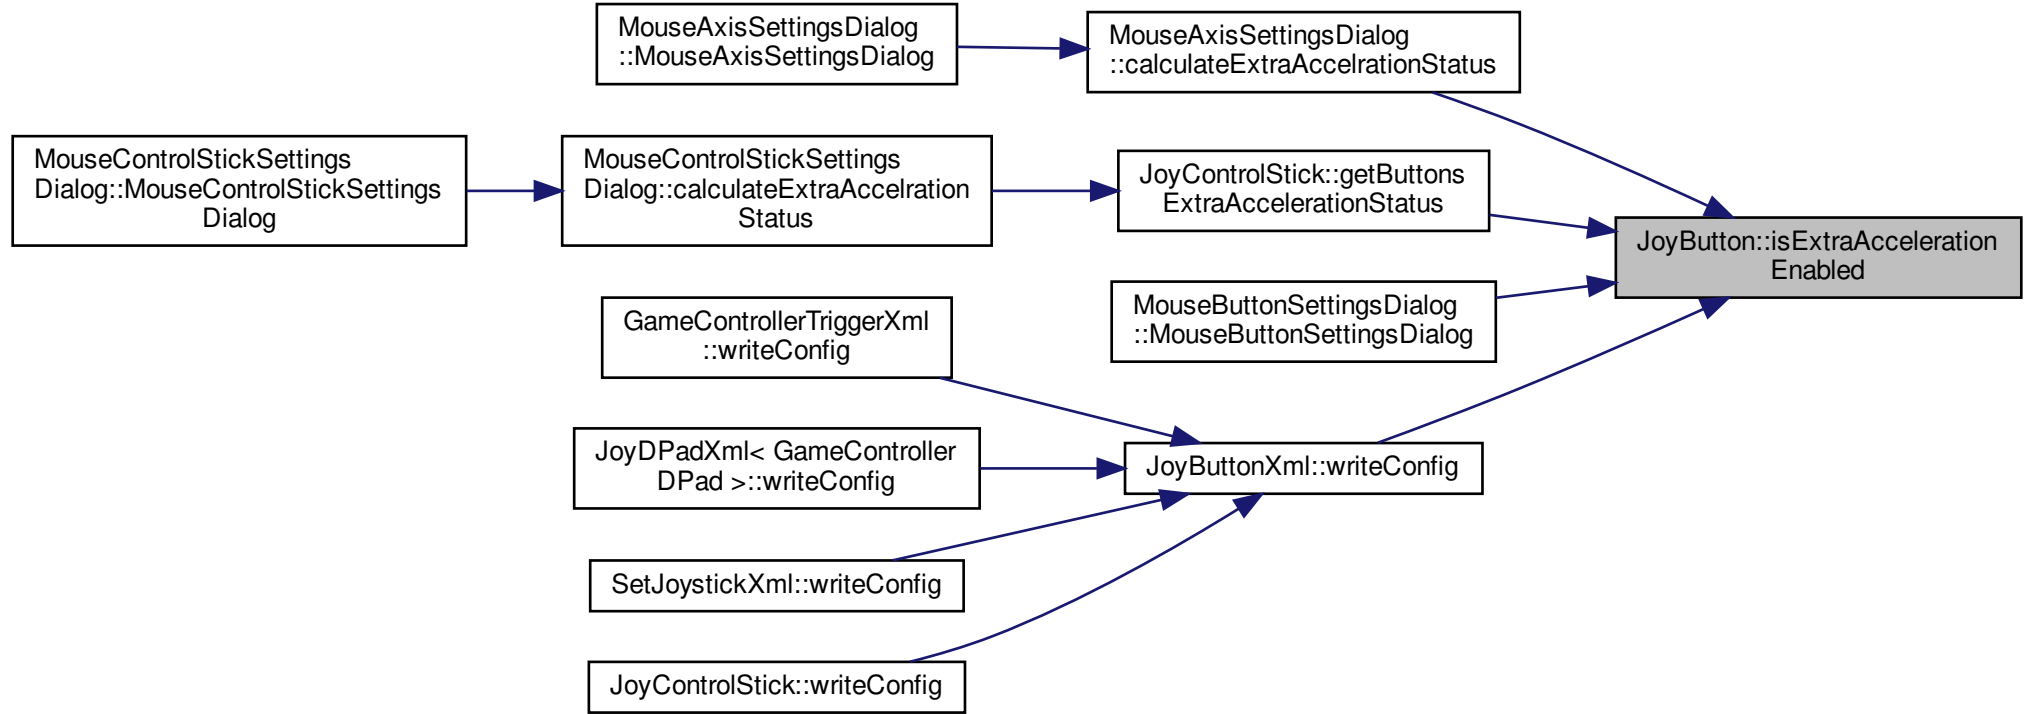 MouseAxisSettingsDialog
::MouseAxisSettingsDialog
MouseAxisSettingsDialog
::calculateExtraAccelrationStatus
MouseControlStickSettings
Dialog::MouseControlStickSettings
Dialog
MouseControlStickSettings
Dialog::calculateExtraAccelration
Status
JoyControlStick::getButtons
ExtraAccelerationStatus
JoyButton::isExtraAcceleration
Enabled
MouseButtonSettingsDialog
::MouseButtonSettingsDialog
GameControllerTriggerXml
::writeConfig
JoyDPadXml< GameController
DPad >::writeConfig
JoyButtonXml::writeConfig
SetJoystickXml::writeConfig
JoyControlStick::writeConfig